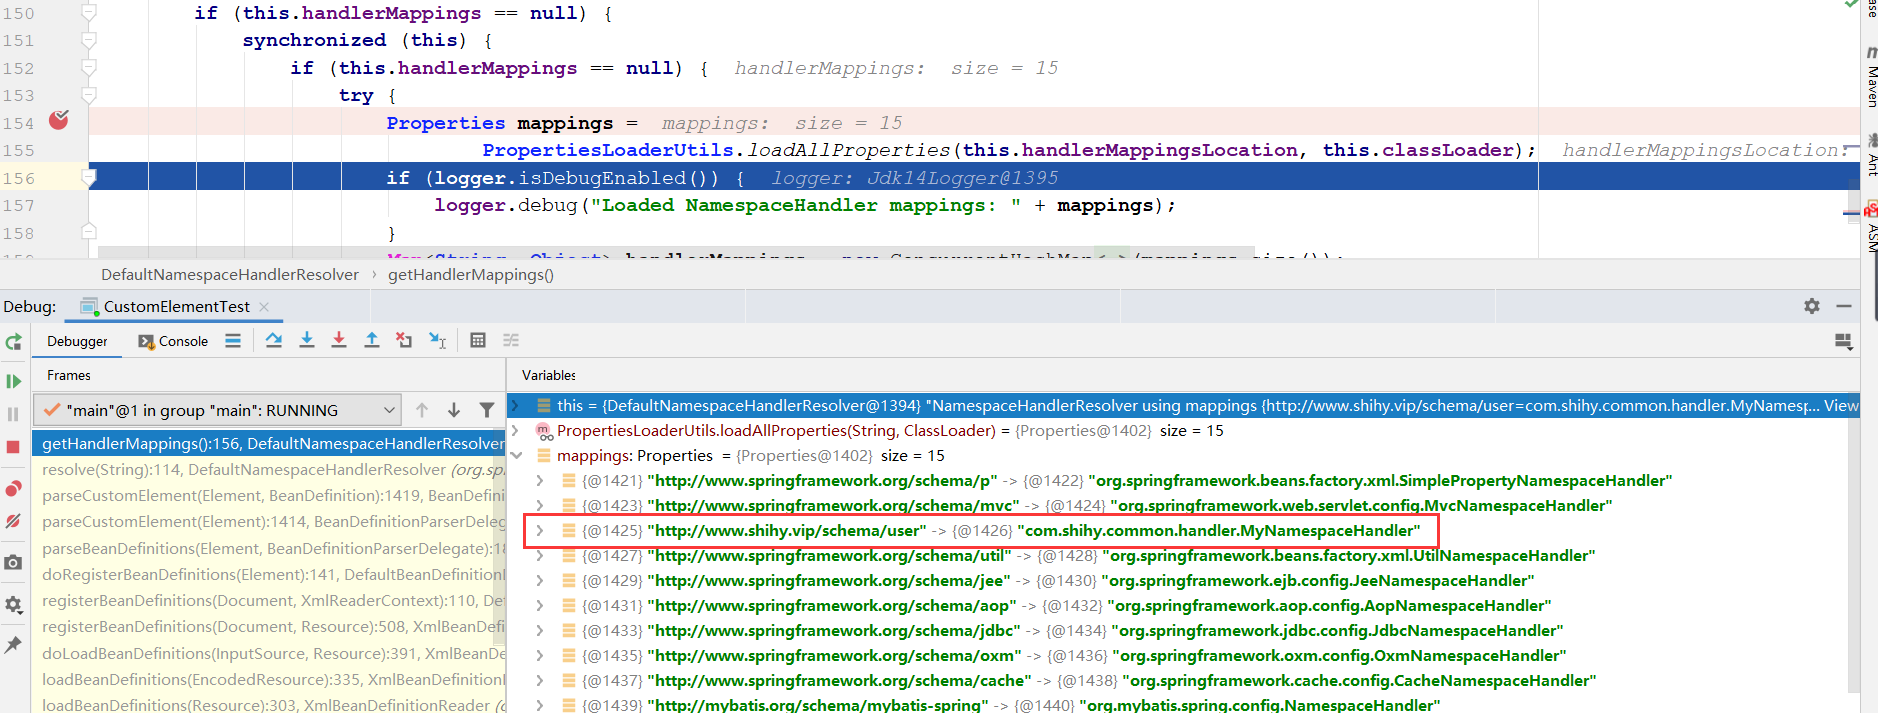 150 if (this.handlerMappings == null) {
151 synchronized (this) {
152 if (this.handlerMappings == null) { handlerMappings: size = 15
153 try {
154 Properties mappings = mappings: size = 15
155 PropertiesLoaderUtils.loadAllProperties(this.handlerMappingsLocation, this.classLoader); handlerMappingsLocation:
156 if (logger.isDebugEnabled()) { logger: Jdk14Logger@1395
157 logger.debug("Loaded NamespaceHandler mappings: " + mappings);
158 }
Maven
Ant
ASM
DefaultNamespaceHandlerResolver › getHandlerMappings()
Debug: CustomElementTest
Debugger Console
Frames
Variables
"main"@1 in group "main": RUNNING
getHandlerMappings():156, DefaultNamespaceHandlerResolver
resolve(String):114, DefaultNamespaceHandlerResolver (org.sp
parseCustomElement(Element, BeanDefinition):1419, BeanDefini
parseCustomElement(Element):1414, BeanDefinitionParserDeleg
parseBeanDefinitions(Element, BeanDefinitionParserDelegate):18
doRegisterBeanDefinitions(Element):141, DefaultBeanDefinition
registerBeanDefinitions(Document, XmlReaderContext):110, De
registerBeanDefinitions(Document, Resource):508, XmlBeanDefi
doLoadBeanDefinitions(InputSource, Resource):391, XmlBeanDe
loadBeanDefinitions(EncodedResource):335, XmlBeanDefinition
loadBeanDefinitions(Resource):303, XmlBeanDefinitionReader (o
this = {DefaultNamespaceHandlerResolver@1394} "NamespaceHandlerResolver using mappings {http://www.shihy.vip/schema/user=com.shihy.common.handler.MyNamesp... View
PropertiesLoaderUtils.loadAllProperties(String, ClassLoader) = {Properties@1402} size = 15
mappings: Properties = {Properties@1402} size = 15
{@1421} "http://www.springframework.org/schema/p" -> {@1422} "org.springframework.beans.factory.xml.SimplePropertyNamespaceHandler"
{@1423} "http://www.springframework.org/schema/mvc" -> {@1424} "org.springframework.web.servlet.config.MvcNamespaceHandler"
{@1425} "http://www.shihy.vip/schema/user" -> {@1426} "com.shihy.common.handler.MyNamespaceHandler"
{@1427} "http://www.springframework.org/schema/util" -> {@1428} "org.springframework.beans.factory.xml.UtilNamespaceHandler"
{@1429} "http://www.springframework.org/schema/jee" -> {@1430} "org.springframework.ejb.config.JeeNamespaceHandler"
{@1431} "http://www.springframework.org/schema/aop" -> {@1432} "org.springframework.aop.config.AopNamespaceHandler"
{@1433} "http://www.springframework.org/schema/jdbc" -> {@1434} "org.springframework.jdbc.config.JdbcNamespaceHandler"
{@1435} "http://www.springframework.org/schema/oxm" -> {@1436} "org.springframework.oxm.config.OxmNamespaceHandler"
{@1437} "http://www.springframework.org/schema/cache" -> {@1438} "org.springframework.cache.config.CacheNamespaceHandler"
{@1439} "http://mybatis.org/schema/mybatis-spring" -> {@1440} "org.mybatis.spring.config.NamespaceHandler"